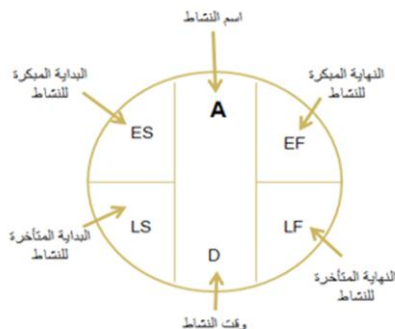 اسم النشاط
البداية المبكرة
للنشاط
النهاية المبكرة
للنشاط
A
ES
EF
LS
LF
D
البداية المتأخرة
للنشاط
النهاية المتأخرة
للنشاط
وقت النشاط